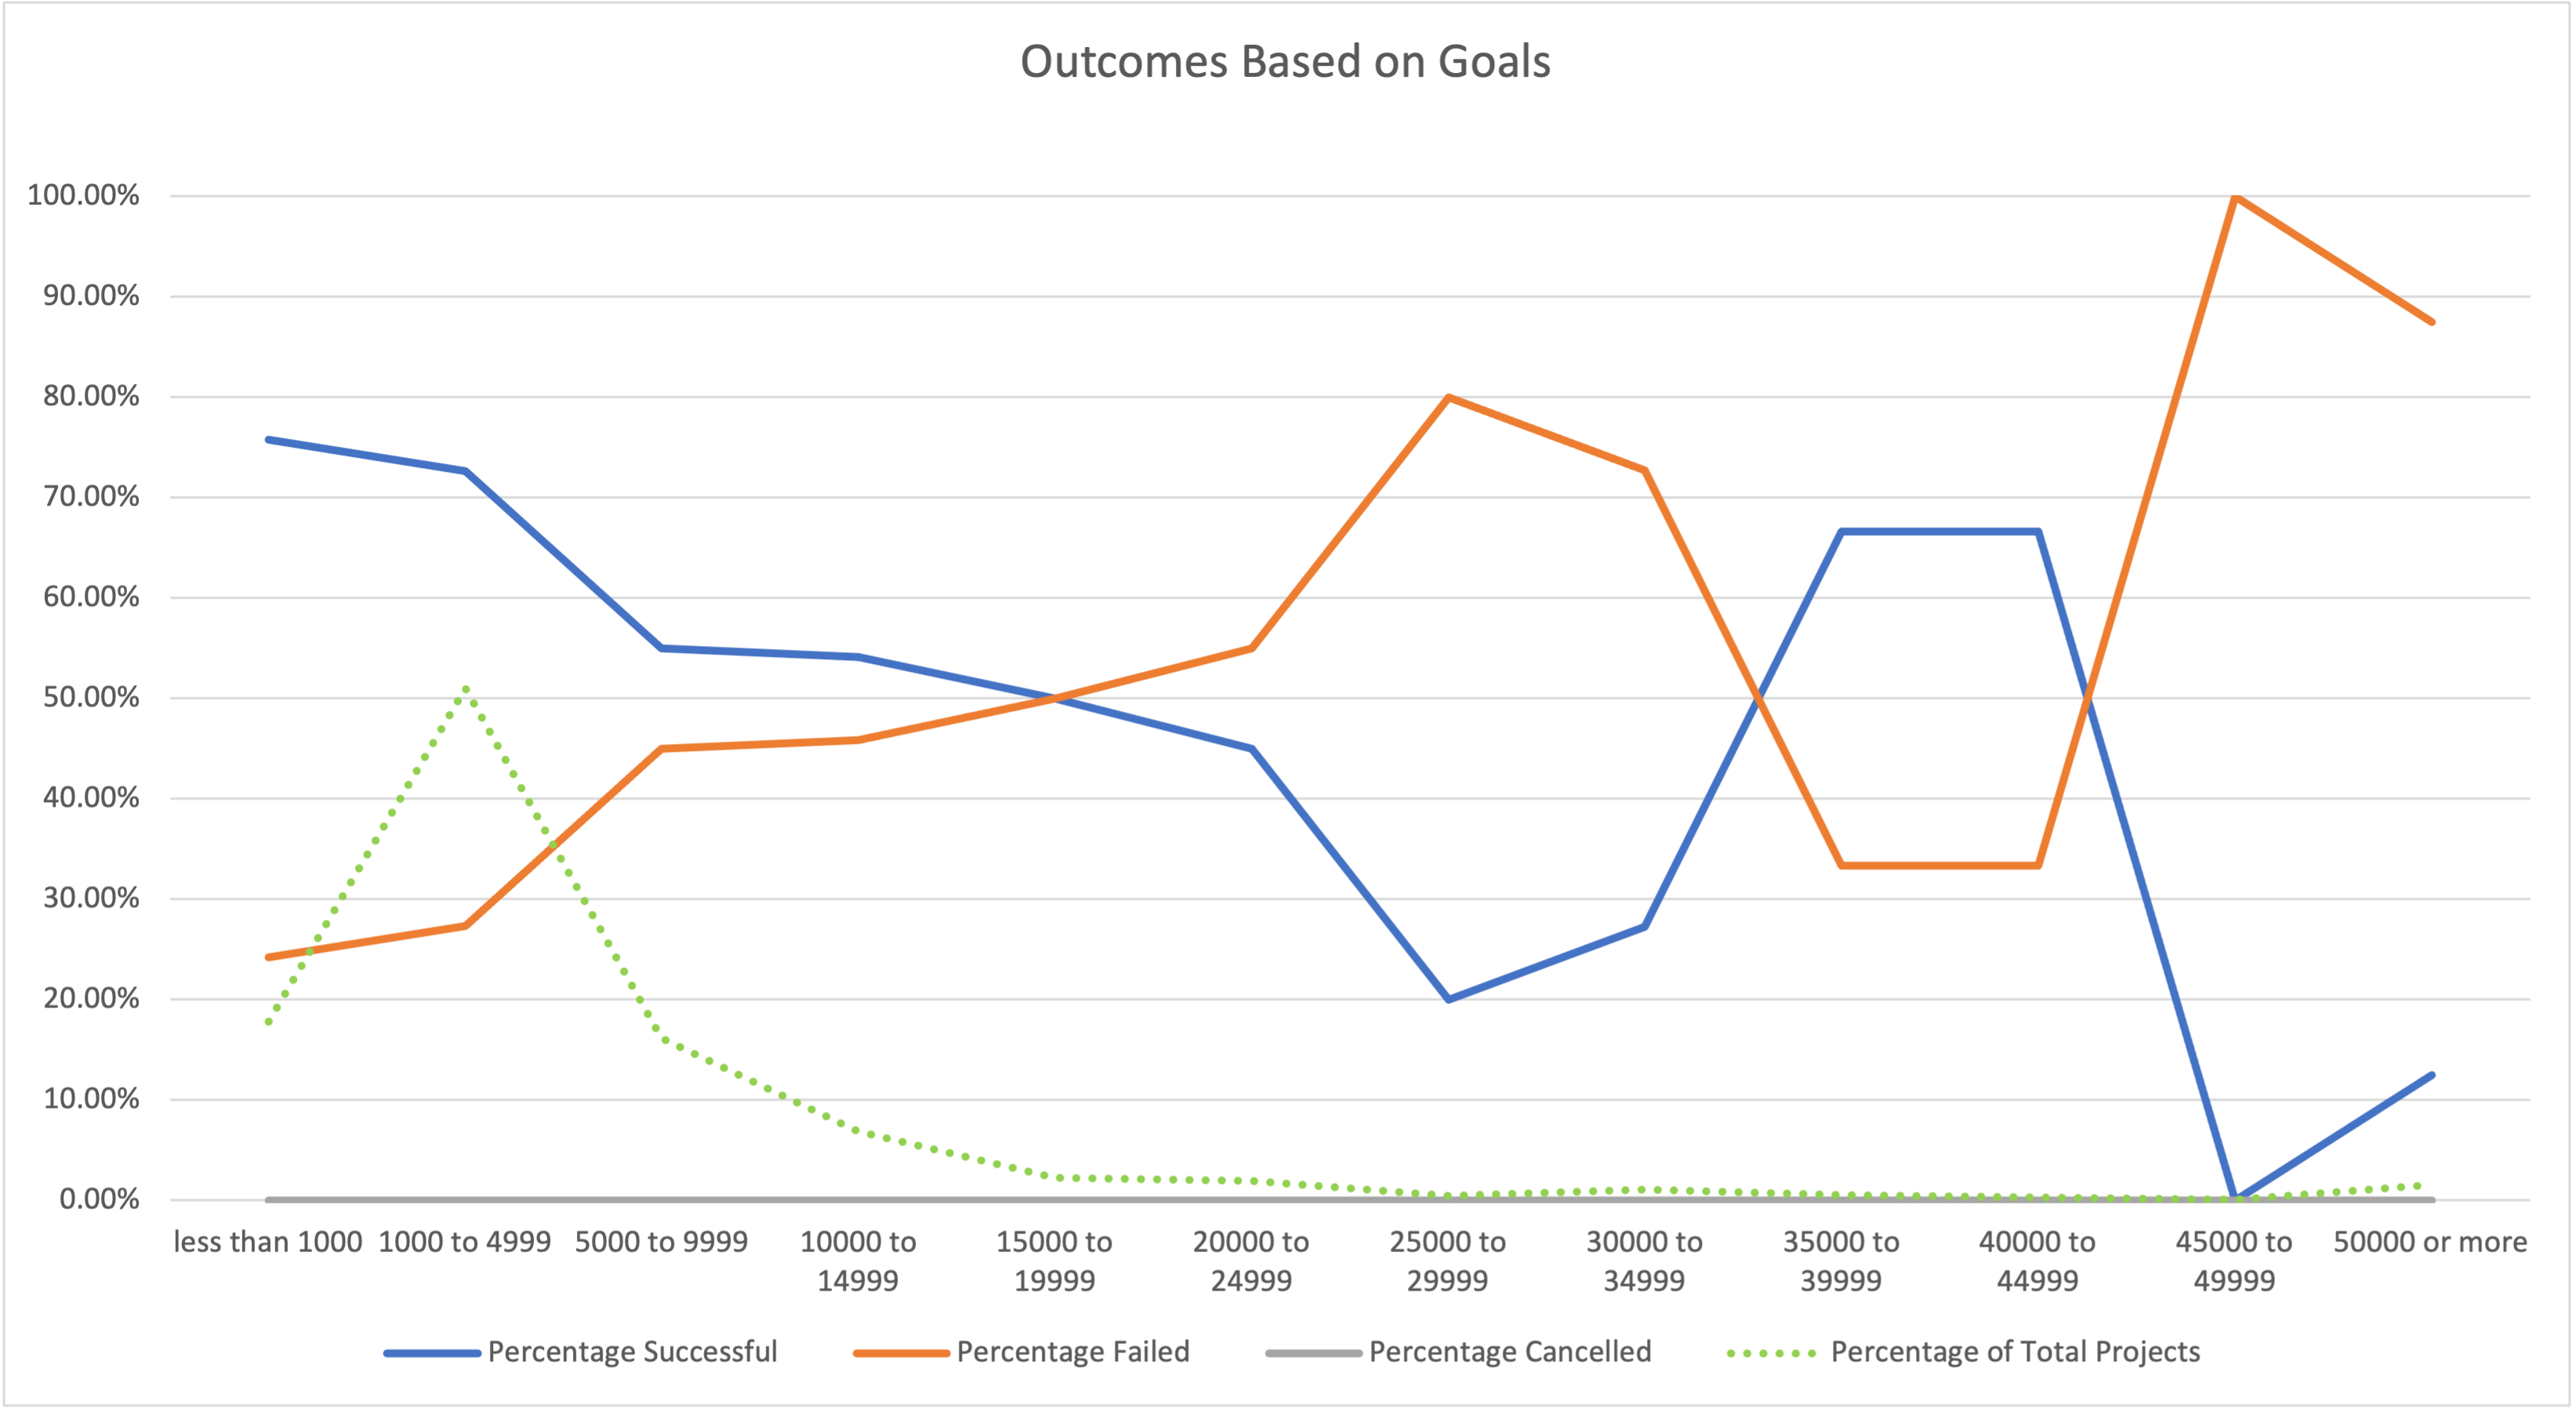 Outcomes Based on Goals
100.00%
90.00%
80.00%
70.00%
60.00%
50.00%
40.00%
30.00%
20.00%
10.00%
0.00%
less than 1000
1000 to 4999
5000 to 9999
10000 to
14999
15000 to
19999
20000 to
24999
25000 to
29999
30000 to
34999
35000 to
39999
40000 to
44999
45000 to
49999
50000 or more
Percentage Successful
Percentage Failed
Percentage Cancelled
Percentage of Total Projects